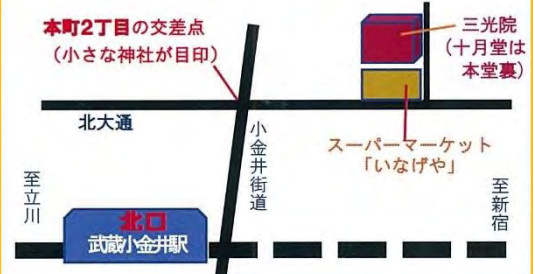 本町2丁目の交差点
(小さな神社が目印)
三光院
(十月堂は
本堂裏)
北大通
小金井街道
スーパーマーケット
「いなげや」
至立川
至新宿
北口
武蔵小金井駅